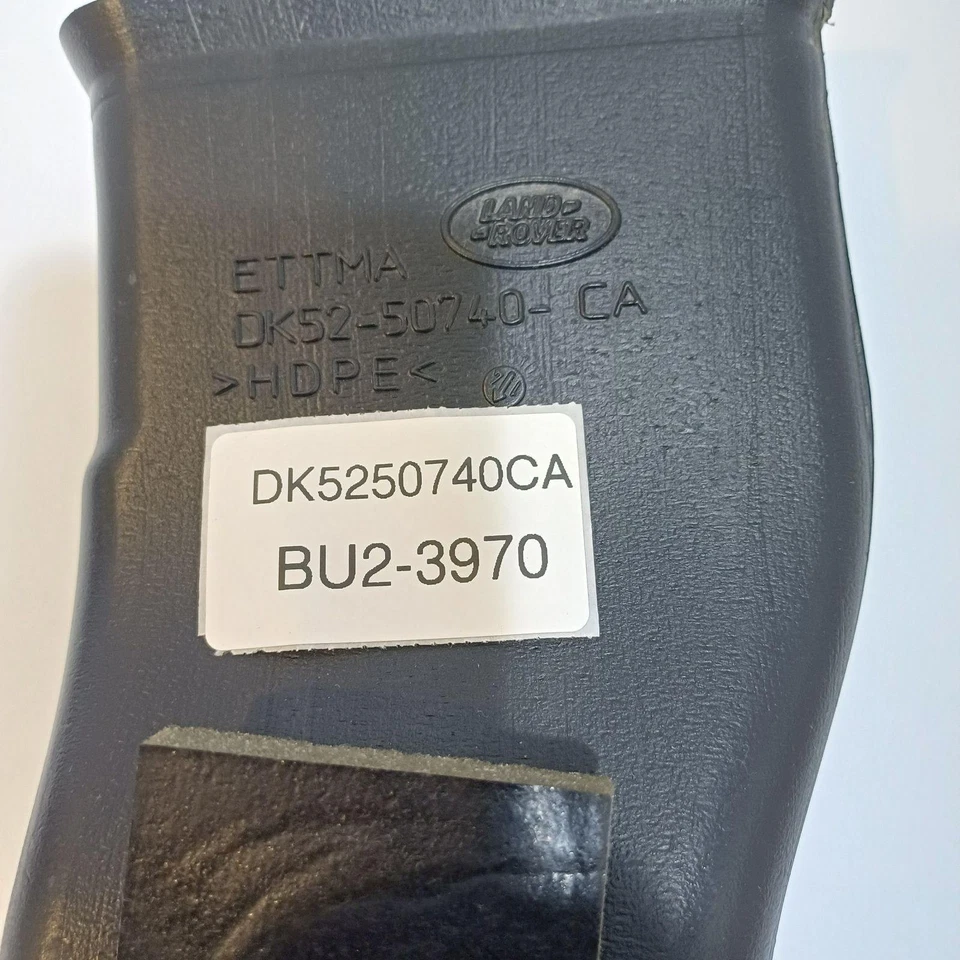 LAND-
-ROVER
ETTMA
DK52-50740- CA
>HDPE<
DK5250740CA
BU2-3970